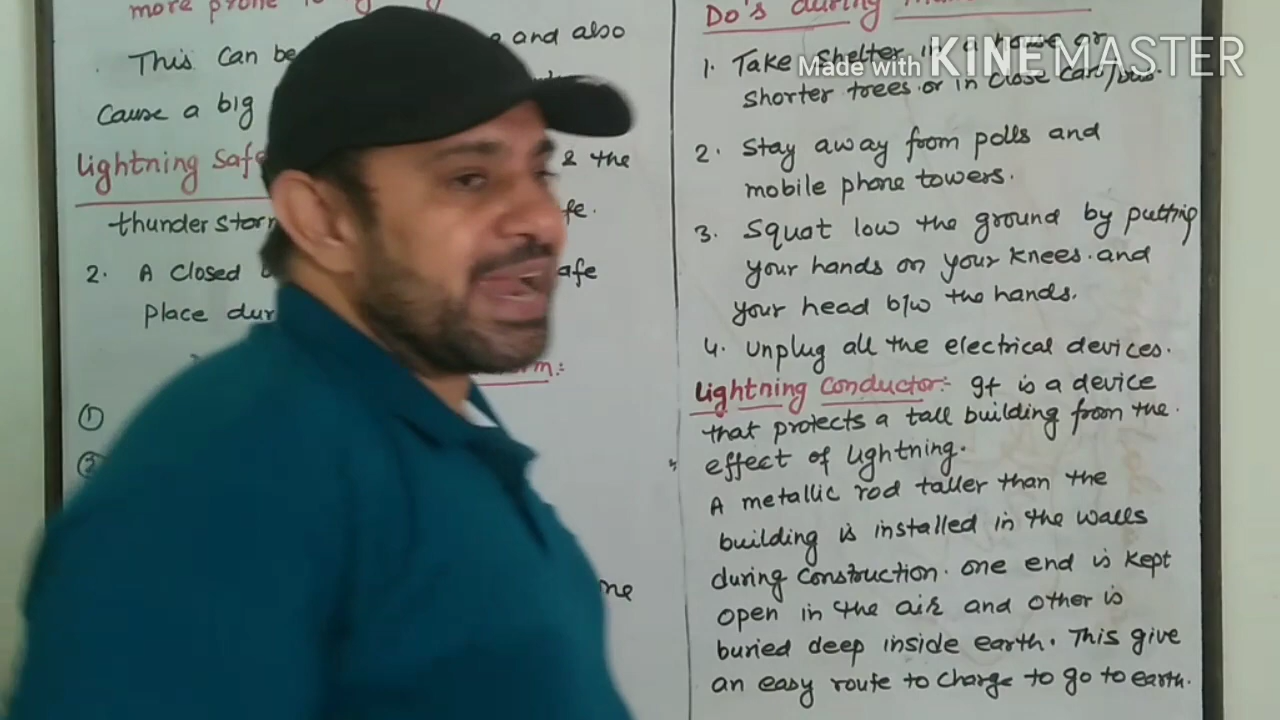 more prone
This can be and also
Cause a big
Lightning Safe & the
thunderstorm fe.
2. A closed afe
Place dur
m:-
①
②
ne
Do's during
1. Take Shelter in a house or
shorter trees. or in close car/bus.
2. Stay away from polls and
mobile phone towers.
3. Squat low the ground by putting
your hands on your knees. and
your head b/w the hands.
4. Unplug all the electrical devices.
Lightning Conductor:- It is a device
that protects a tall building from the.
effect of lightning.
A metallic rod taller than the
building is installed in the walls
during construction. one end is kept
open in the air and other is
buried deep inside earth. This give
an easy route to charge to go to earth.
Made with KINEMASTER